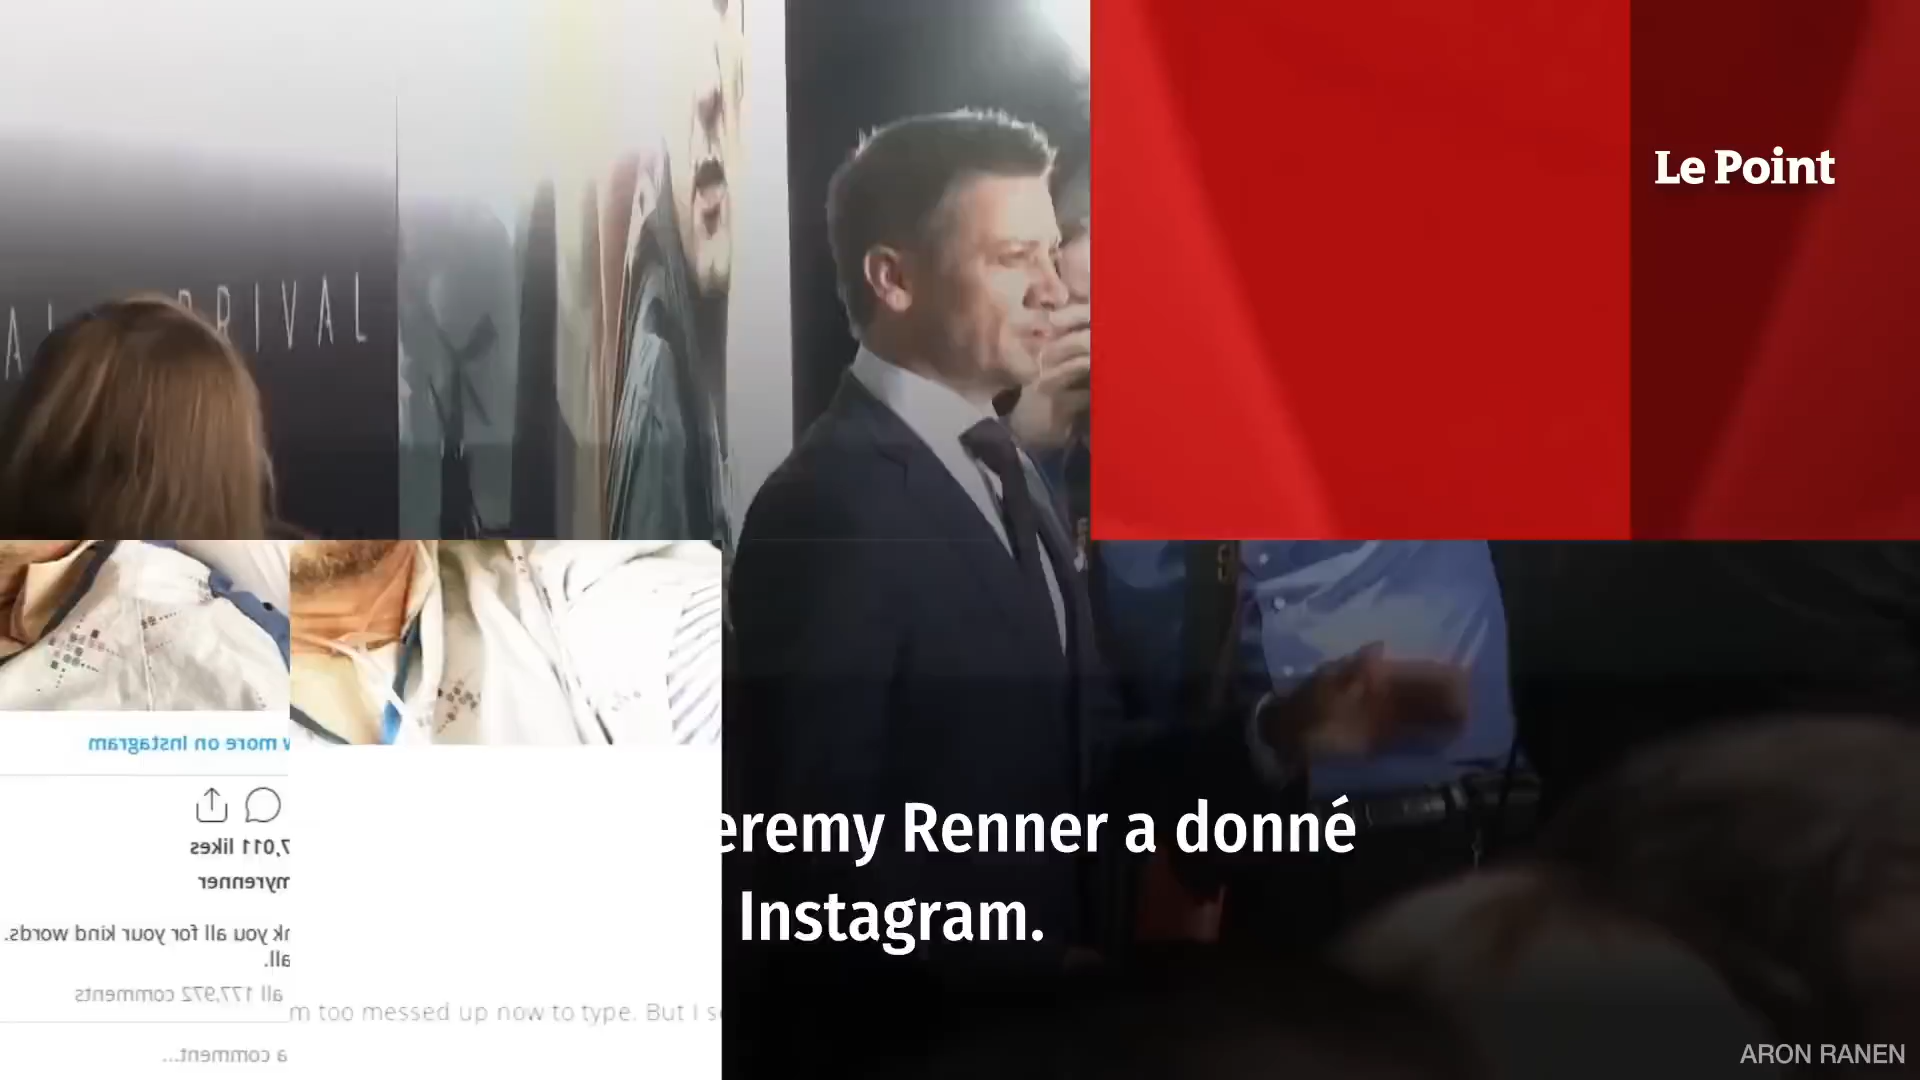 Le Point
RIVAL
eremy Renner a donné
Instagram.
more on Instagram
7,011 likes
myrenner
you all for your kind words.
all.
all 177,972 comments
m too messed up now to type. But I s
a comment...
ARON RANEN